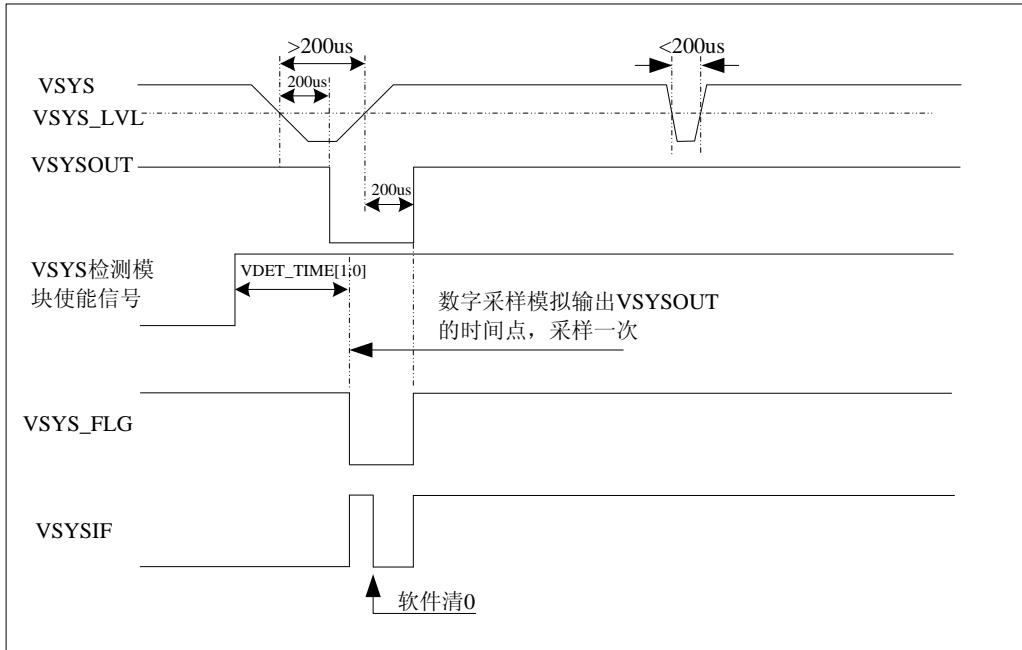 >200us
<200us
VSYS
200us
VSYS_LVL
VSYSOUT
200us
VSYS检测模
块使能信号
VDET_TIME[1:0]
数字采样模拟输出VSYSOUT
的时间点，采样一次
VSYS_FLG
VSYSIF
软件清0